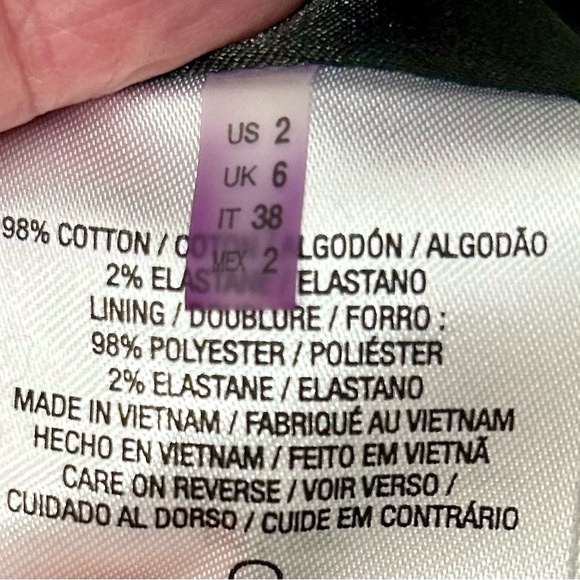 US 2
UK 6
IT 38
MEX 2
98% COTTON / COTON / ALGODÓN / ALGODÃO
2% ELASTANE / ELASTANO
LINING / DOUBLURE / FORRO :
98% POLYESTER / POLIÉSTER
2% ELASTANE / ELASTANO
MADE IN VIETNAM / FABRIQUÉ AU VIETNAM
HECHO EN VIETNAM / FEITO EM VIETNÃ
CARE ON REVERSE / VOIR VERSO /
CUIDADO AL DORSO / CUIDE EM CONTRÁRIO